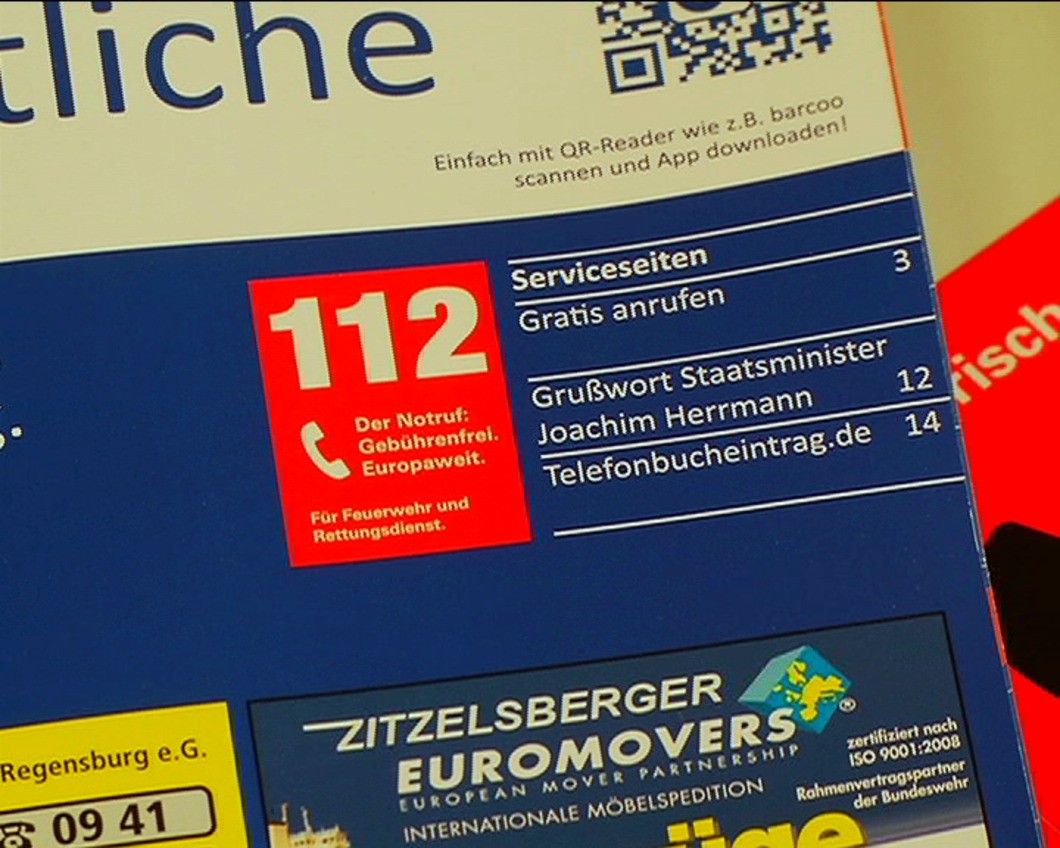 tliche
Einfach mit QR-Reader wie z.B. barcoo
scannen und App downloaden!
112
Der Notruf:
Gebührenfrei.
Europaweit.
Für Feuerwehr und
Rettungsdienst.
Serviceseiten
Gratis anrufen 3
Grußwort Staatsminister
Joachim Herrmann 12
Telefonbucheintrag.de 14
risch
Regensburg e.G.
09 41
ZITZELSBERGER
EUROMOVERS®
EUROPEAN MOVER PARTNERSHIP
INTERNATIONALE MÖBELSPEDITION
zertifiziert nach
ISO 9001:2008
Rahmenvertragspartner
der Bundeswehr
üge